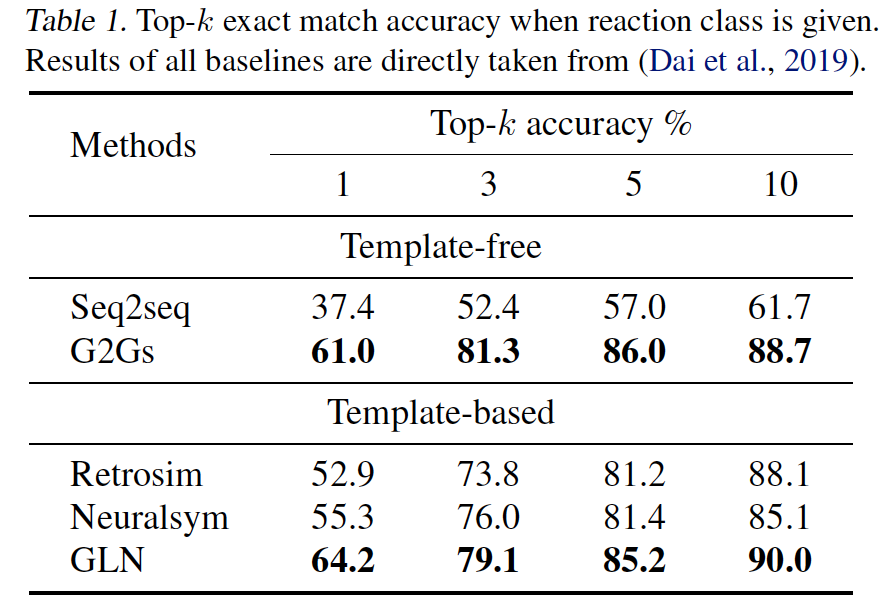 Table 1. Top-k exact match accuracy when reaction class is given.
Results of all baselines are directly taken from (Dai et al., 2019).
Methods
Top-k accuracy %
1 3 5 10
Template-free
Seq2seq 37.4 52.4 57.0 61.7
G2Gs 61.0 81.3 86.0 88.7
Template-based
Retrosim 52.9 73.8 81.2 88.1
Neuralsym 55.3 76.0 81.4 85.1
GLN 64.2 79.1 85.2 90.0